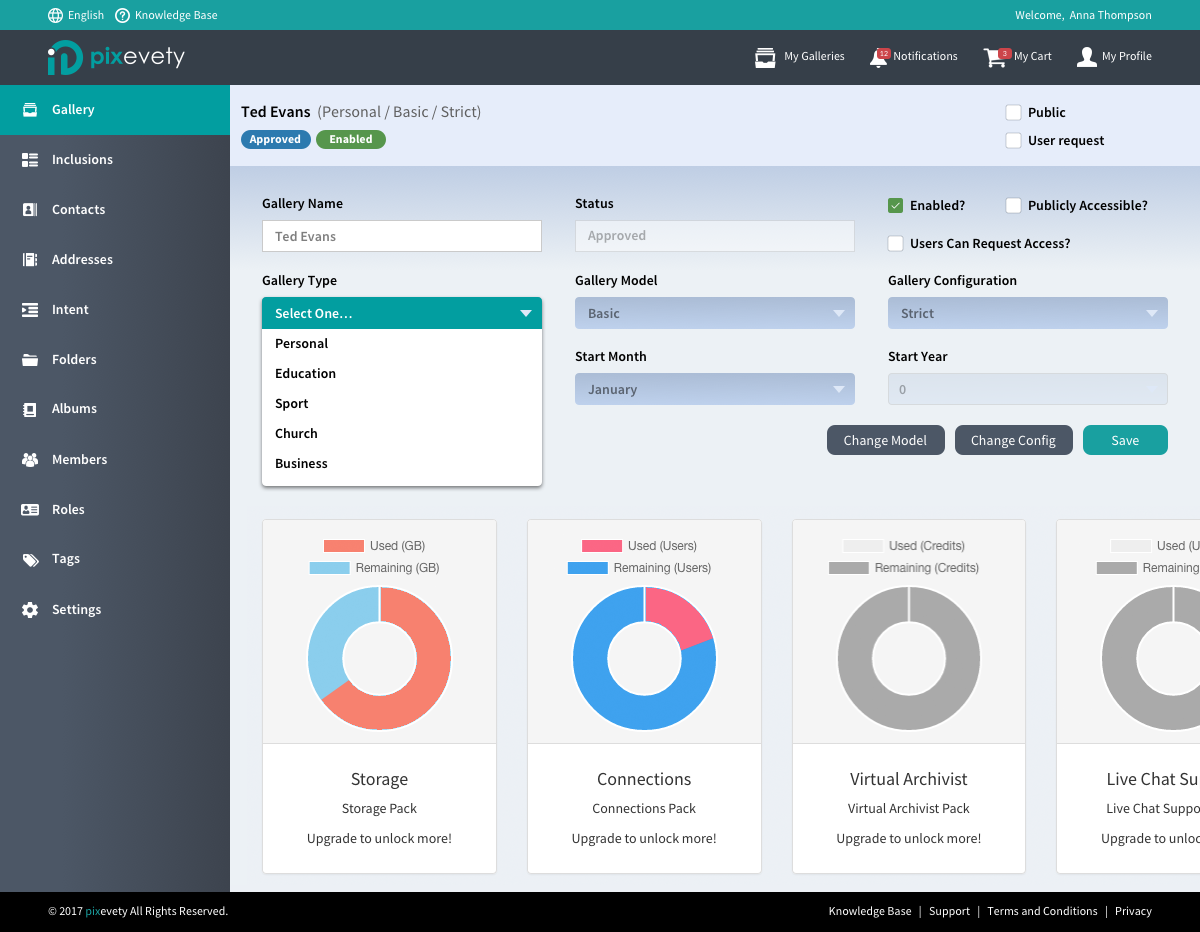 English Knowledge Base Welcome, Anna Thompson
pixevety My Galleries 12 Notifications 3 My Cart My Profile
Gallery
Inclusions
Contacts
Addresses
Intent
Folders
Albums
Members
Roles
Tags
Settings
Ted Evans (Personal / Basic / Strict)
Approved Enabled
Public
User request
Gallery Name Status Enabled? Publicly Accessible?
Ted Evans Approved
Users Can Request Access?
Gallery Type Gallery Model Gallery Configuration
Select One... Basic Strict
Personal
Education
Sport
Church
Business
Start Month Start Year
January 0
Change Model Change Config Save
Used (GB)
Remaining (GB)
Storage
Storage Pack
Upgrade to unlock more!
Used (Users)
Remaining (Users)
Connections
Connections Pack
Upgrade to unlock more!
Used (Credits)
Remaining (Credits)
Virtual Archivist
Virtual Archivist Pack
Upgrade to unlock more!
Used (U
Remaining
Live Chat Su
Live Chat Suppo
Upgrade to unloc
© 2017 pixevety All Rights Reserved. Knowledge Base | Support | Terms and Conditions | Privacy